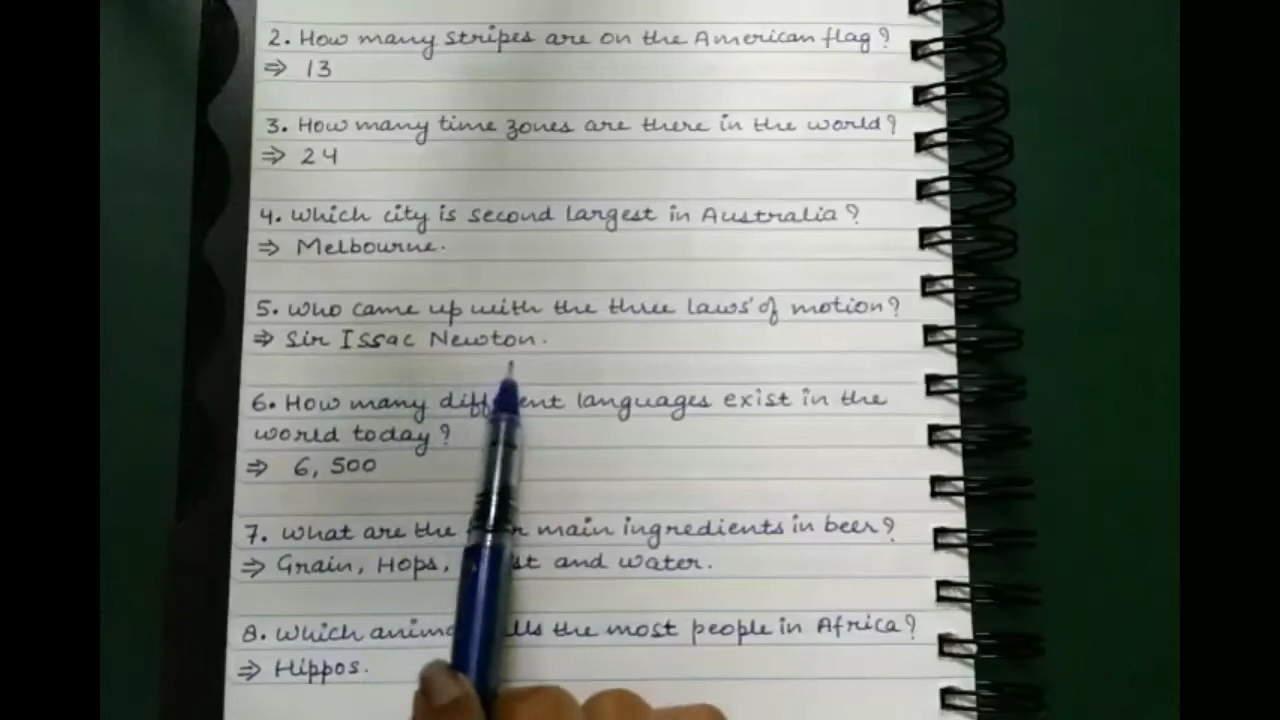 2. How many stripes are on the American flag?
⇒ 13
3. How many time zones are there in the world?
⇒ 24
4. Which city is second largest in Australia?
⇒ Melbourne.
5. Who came up with the three laws of motion?
⇒ Sir Issac Newton.
6. How many different languages exist in the
world today?
⇒ 6,500
7. What are the main ingredients in beer?
⇒ Grain, Hops, and water.
8. Which the most people in Africa?
⇒ Hippos.